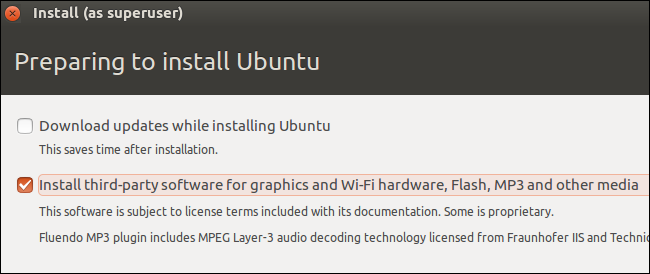 Install (as superuser)
Preparing to install Ubuntu
Download updates while installing Ubuntu
This saves time after installation.
Install third-party software for graphics and Wi-Fi hardware, Flash, MP3 and other media
This software is subject to license terms included with its documentation. Some is proprietary.
Fluendo MP3 plugin includes MPEG Layer-3 audio decoding technology licensed from Fraunhofer IIS and